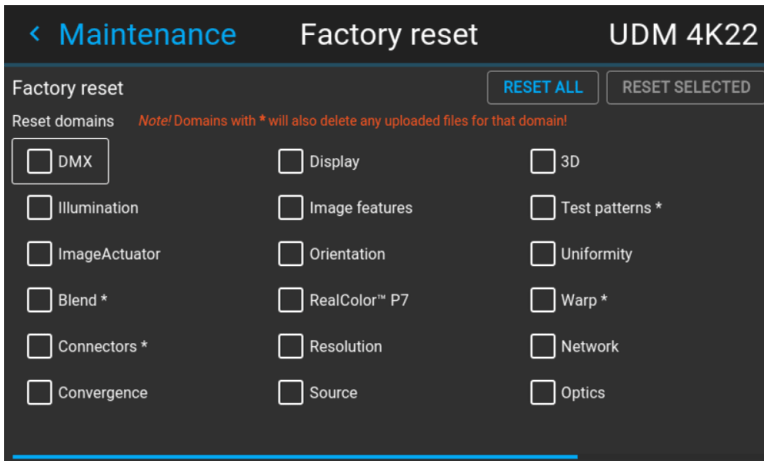 Maintenance Factory reset UDM 4K22
Factory reset RESET ALL RESET SELECTED
Reset domains Note! Domains with * will also delete any uploaded files for that domain!
DMX Display 3D
Illumination Image features Test patterns *
ImageActuator Orientation Uniformity
Blend * RealColor™ P7 Warp *
Connectors * Resolution Network
Convergence Source Optics